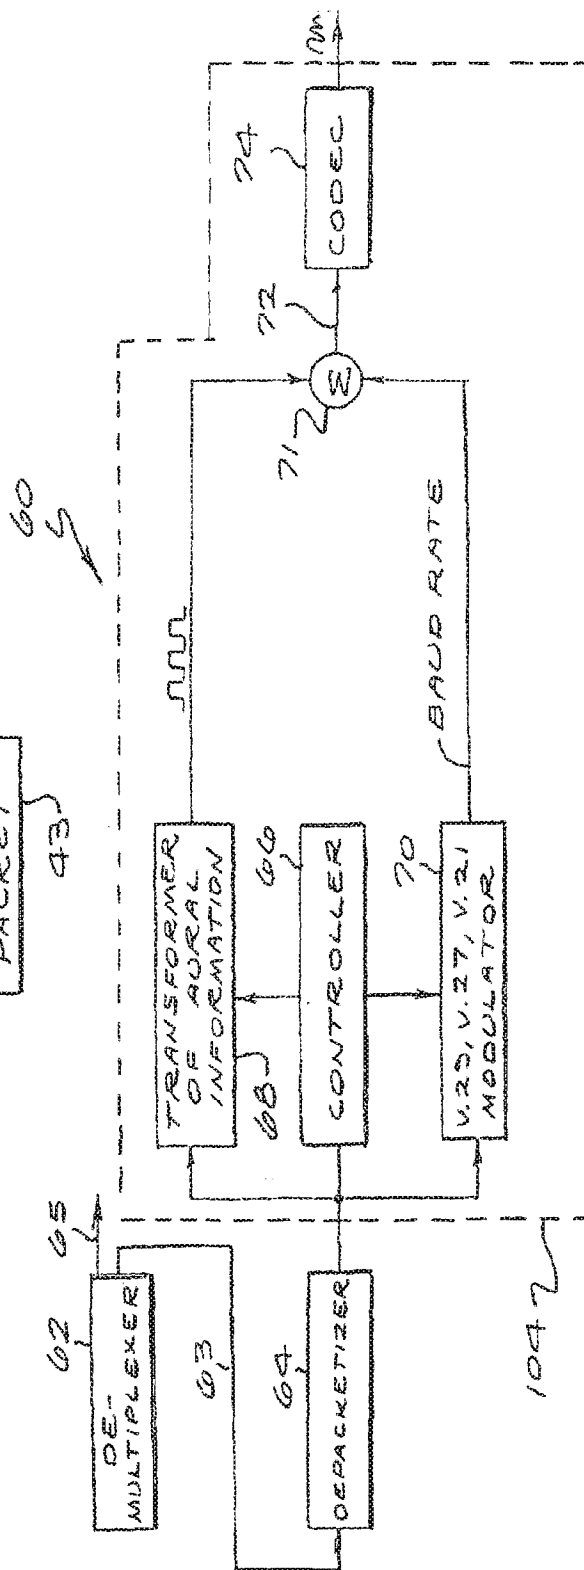 PACKET
43
60
62
DE-
MULTIPLEXER
65
63
64
DEPACKETIZER
TRANSFORMER
OF AURAL
INFORMATION
68
66
CONTROLLER
70
V.29, V.27, V.21
MODULATOR
BAUD RATE
71
W
72
74
CODEC
104